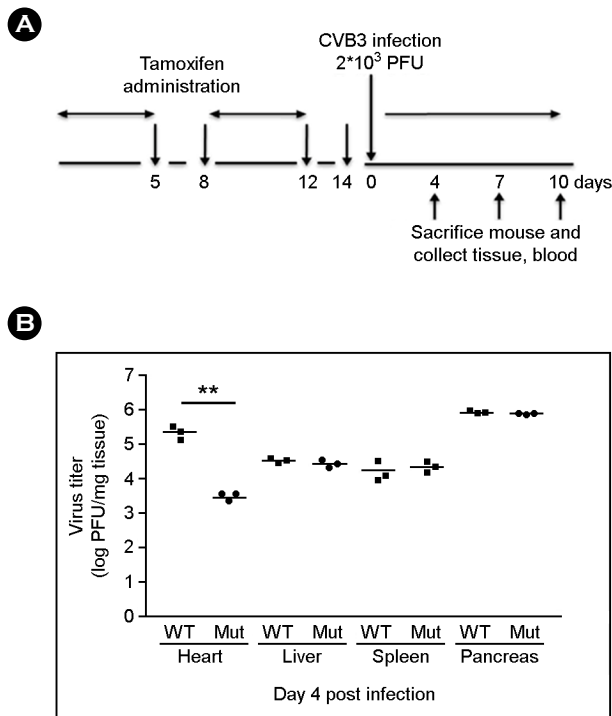 A
CVB3 infection
2*10³ PFU
Tamoxifen
administration
5 8 12 14 0 4 7 10 days
Sacrifice mouse and
collect tissue, blood
B
Virus titer
(log PFU/mg tissue)
7
6
5
4
3
2
1
0
**
WT Mut WT Mut WT Mut WT Mut
Heart Liver Spleen Pancreas
Day 4 post infection